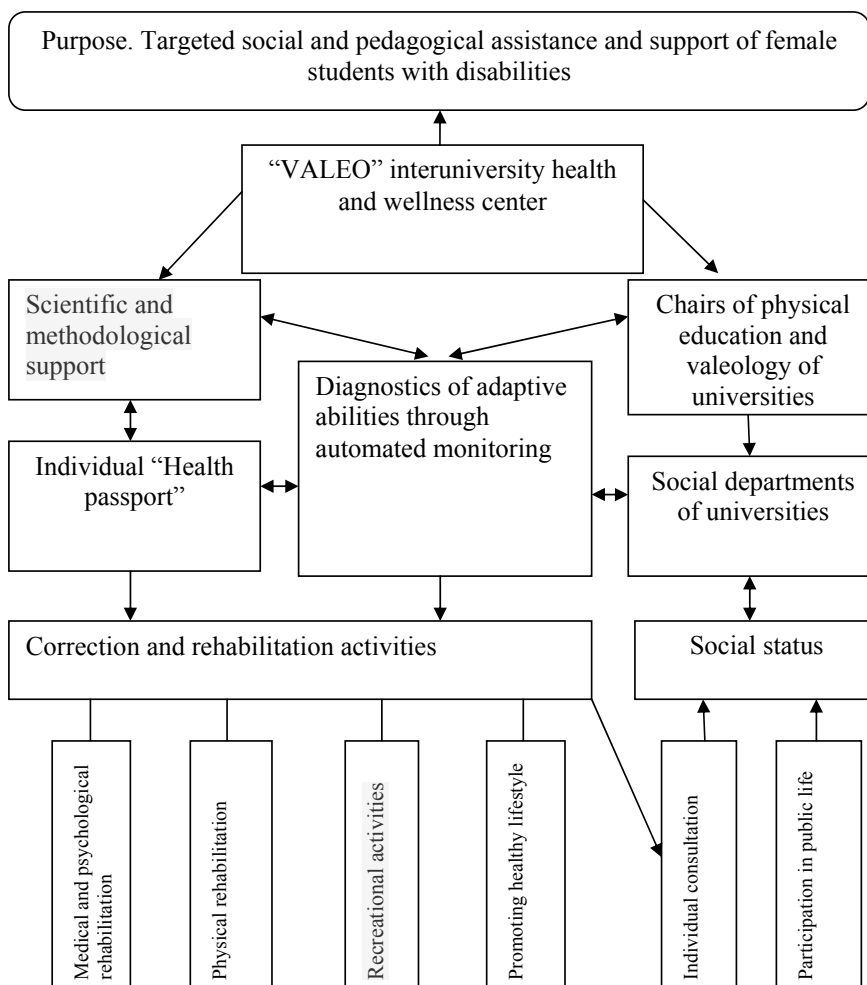 Purpose. Targeted social and pedagogical assistance and support of female
students with disabilities
“VALEO” interuniversity health
and wellness center
Scientific and
methodological
support
Chairs of physical
education and
valeology of
universities
Diagnostics of adaptive
abilities through
automated monitoring
Individual “Health
passport”
Social departments
of universities
Correction and rehabilitation activities
Social status
Medical and psychological
rehabilitation
Physical rehabilitation
Recreational activities
Promoting healthy lifestyle
Individual consultation
Participation in public life